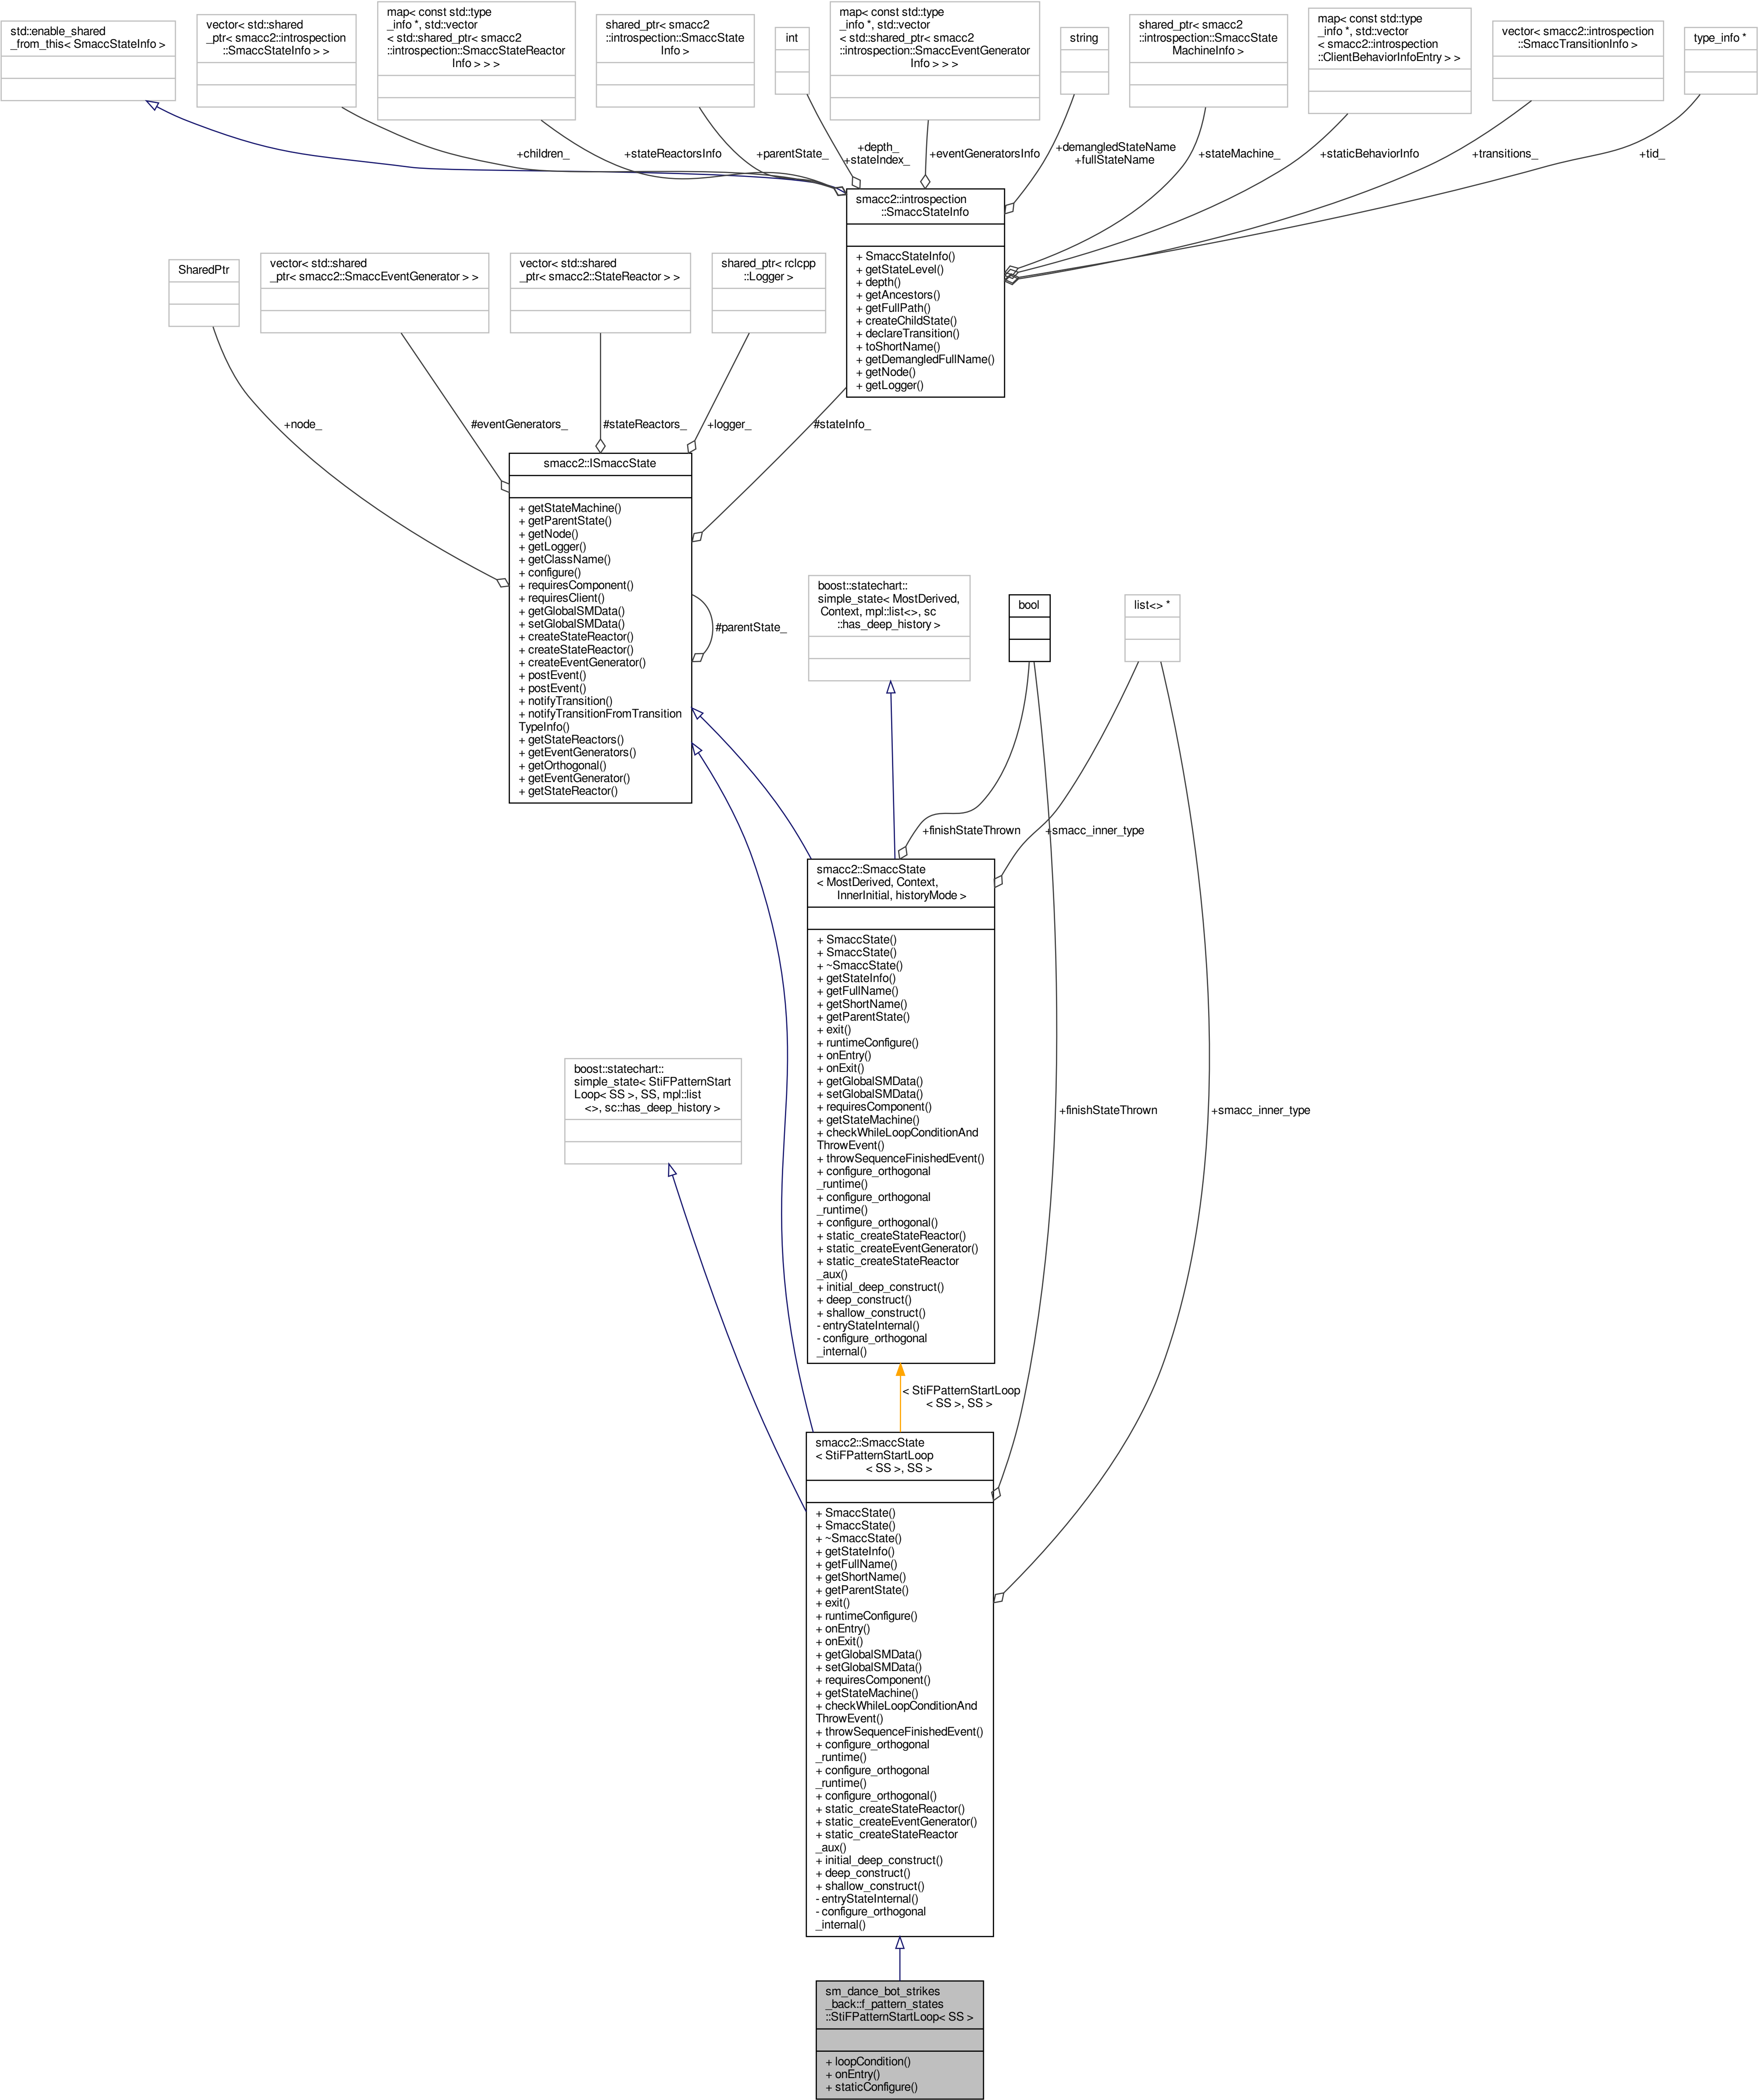 std::enable_shared
_from_this< SmaccStateInfo >
vector< std::shared
_ptr< smacc2::introspection
::SmaccStateInfo > >
map< const std::type
_info *, std::vector
< std::shared_ptr< smacc2
::introspection::SmaccStateReactor
Info > > >
shared_ptr< smacc2
::introspection::SmaccState
Info >
int
map< const std::type
_info *, std::vector
< std::shared_ptr< smacc2
::introspection::SmaccEventGenerator
Info > > >
string
shared_ptr< smacc2
::introspection::SmaccState
MachineInfo >
map< const std::type
_info *, std::vector
< smacc2::introspection
::ClientBehaviorInfoEntry > >
vector< smacc2::introspection
::SmaccTransitionInfo >
type_info *
+children_
+stateReactorsInfo
+parentState_
+depth_
+stateIndex_
+eventGeneratorsInfo
+demangledStateName
+fullStateName
+stateMachine_
+staticBehaviorInfo
+transitions_
+tid_
smacc2::introspection
::SmaccStateInfo
+ SmaccStateInfo()
+ getStateLevel()
+ depth()
+ getAncestors()
+ getFullPath()
+ createChildState()
+ declareTransition()
+ toShortName()
+ getDemangledFullName()
+ getNode()
+ getLogger()
SharedPtr
vector< std::shared
_ptr< smacc2::SmaccEventGenerator > >
vector< std::shared
_ptr< smacc2::StateReactor > >
shared_ptr< rclcpp
::Logger >
+node_
#eventGenerators_
#stateReactors_
+logger_
#stateInfo_
smacc2::ISmaccState
+ getStateMachine()
+ getParentState()
+ getNode()
+ getLogger()
+ getClassName()
+ configure()
+ requiresComponent()
+ requiresClient()
+ getGlobalSMData()
+ setGlobalSMData()
+ createStateReactor()
+ createStateReactor()
+ createEventGenerator()
+ postEvent()
+ postEvent()
+ notifyTransition()
+ notifyTransitionFromTransition
TypeInfo()
+ getStateReactors()
+ getEventGenerators()
+ getOrthogonal()
+ getEventGenerator()
+ getStateReactor()
#parentState_
boost::statechart::
simple_state< MostDerived,
Context, mpl::list<>, sc
::has_deep_history >
bool
list<> *
+finishStateThrown
+smacc_inner_type
smacc2::SmaccState
< MostDerived, Context,
InnerInitial, historyMode >
+ SmaccState()
+ SmaccState()
+ ~SmaccState()
+ getStateInfo()
+ getFullName()
+ getShortName()
+ getParentState()
+ exit()
+ runtimeConfigure()
+ onEntry()
+ onExit()
+ getGlobalSMData()
+ setGlobalSMData()
+ requiresComponent()
+ getStateMachine()
+ checkWhileLoopConditionAnd
ThrowEvent()
+ throwSequenceFinishedEvent()
+ configure_orthogonal
_runtime()
+ configure_orthogonal
_runtime()
+ configure_orthogonal()
+ static_createStateReactor()
+ static_createEventGenerator()
+ static_createStateReactor
_aux()
+ initial_deep_construct()
+ deep_construct()
+ shallow_construct()
- entryStateInternal()
- configure_orthogonal
_internal()
boost::statechart::
simple_state< StiFPatternStart
Loop< SS >, SS, mpl::list
<>, sc::has_deep_history >
+finishStateThrown
+smacc_inner_type
< StiFPatternStartLoop
< SS >, SS >
smacc2::SmaccState
< StiFPatternStartLoop
< SS >, SS >
+ SmaccState()
+ SmaccState()
+ ~SmaccState()
+ getStateInfo()
+ getFullName()
+ getShortName()
+ getParentState()
+ exit()
+ runtimeConfigure()
+ onEntry()
+ onExit()
+ getGlobalSMData()
+ setGlobalSMData()
+ requiresComponent()
+ getStateMachine()
+ checkWhileLoopConditionAnd
ThrowEvent()
+ throwSequenceFinishedEvent()
+ configure_orthogonal
_runtime()
+ configure_orthogonal
_runtime()
+ configure_orthogonal()
+ static_createStateReactor()
+ static_createEventGenerator()
+ static_createStateReactor
_aux()
+ initial_deep_construct()
+ deep_construct()
+ shallow_construct()
- entryStateInternal()
- configure_orthogonal
_internal()
sm_dance_bot_strikes
_back::f_pattern_states
::StiFPatternStartLoop< SS >
+ loopCondition()
+ onEntry()
+ staticConfigure()